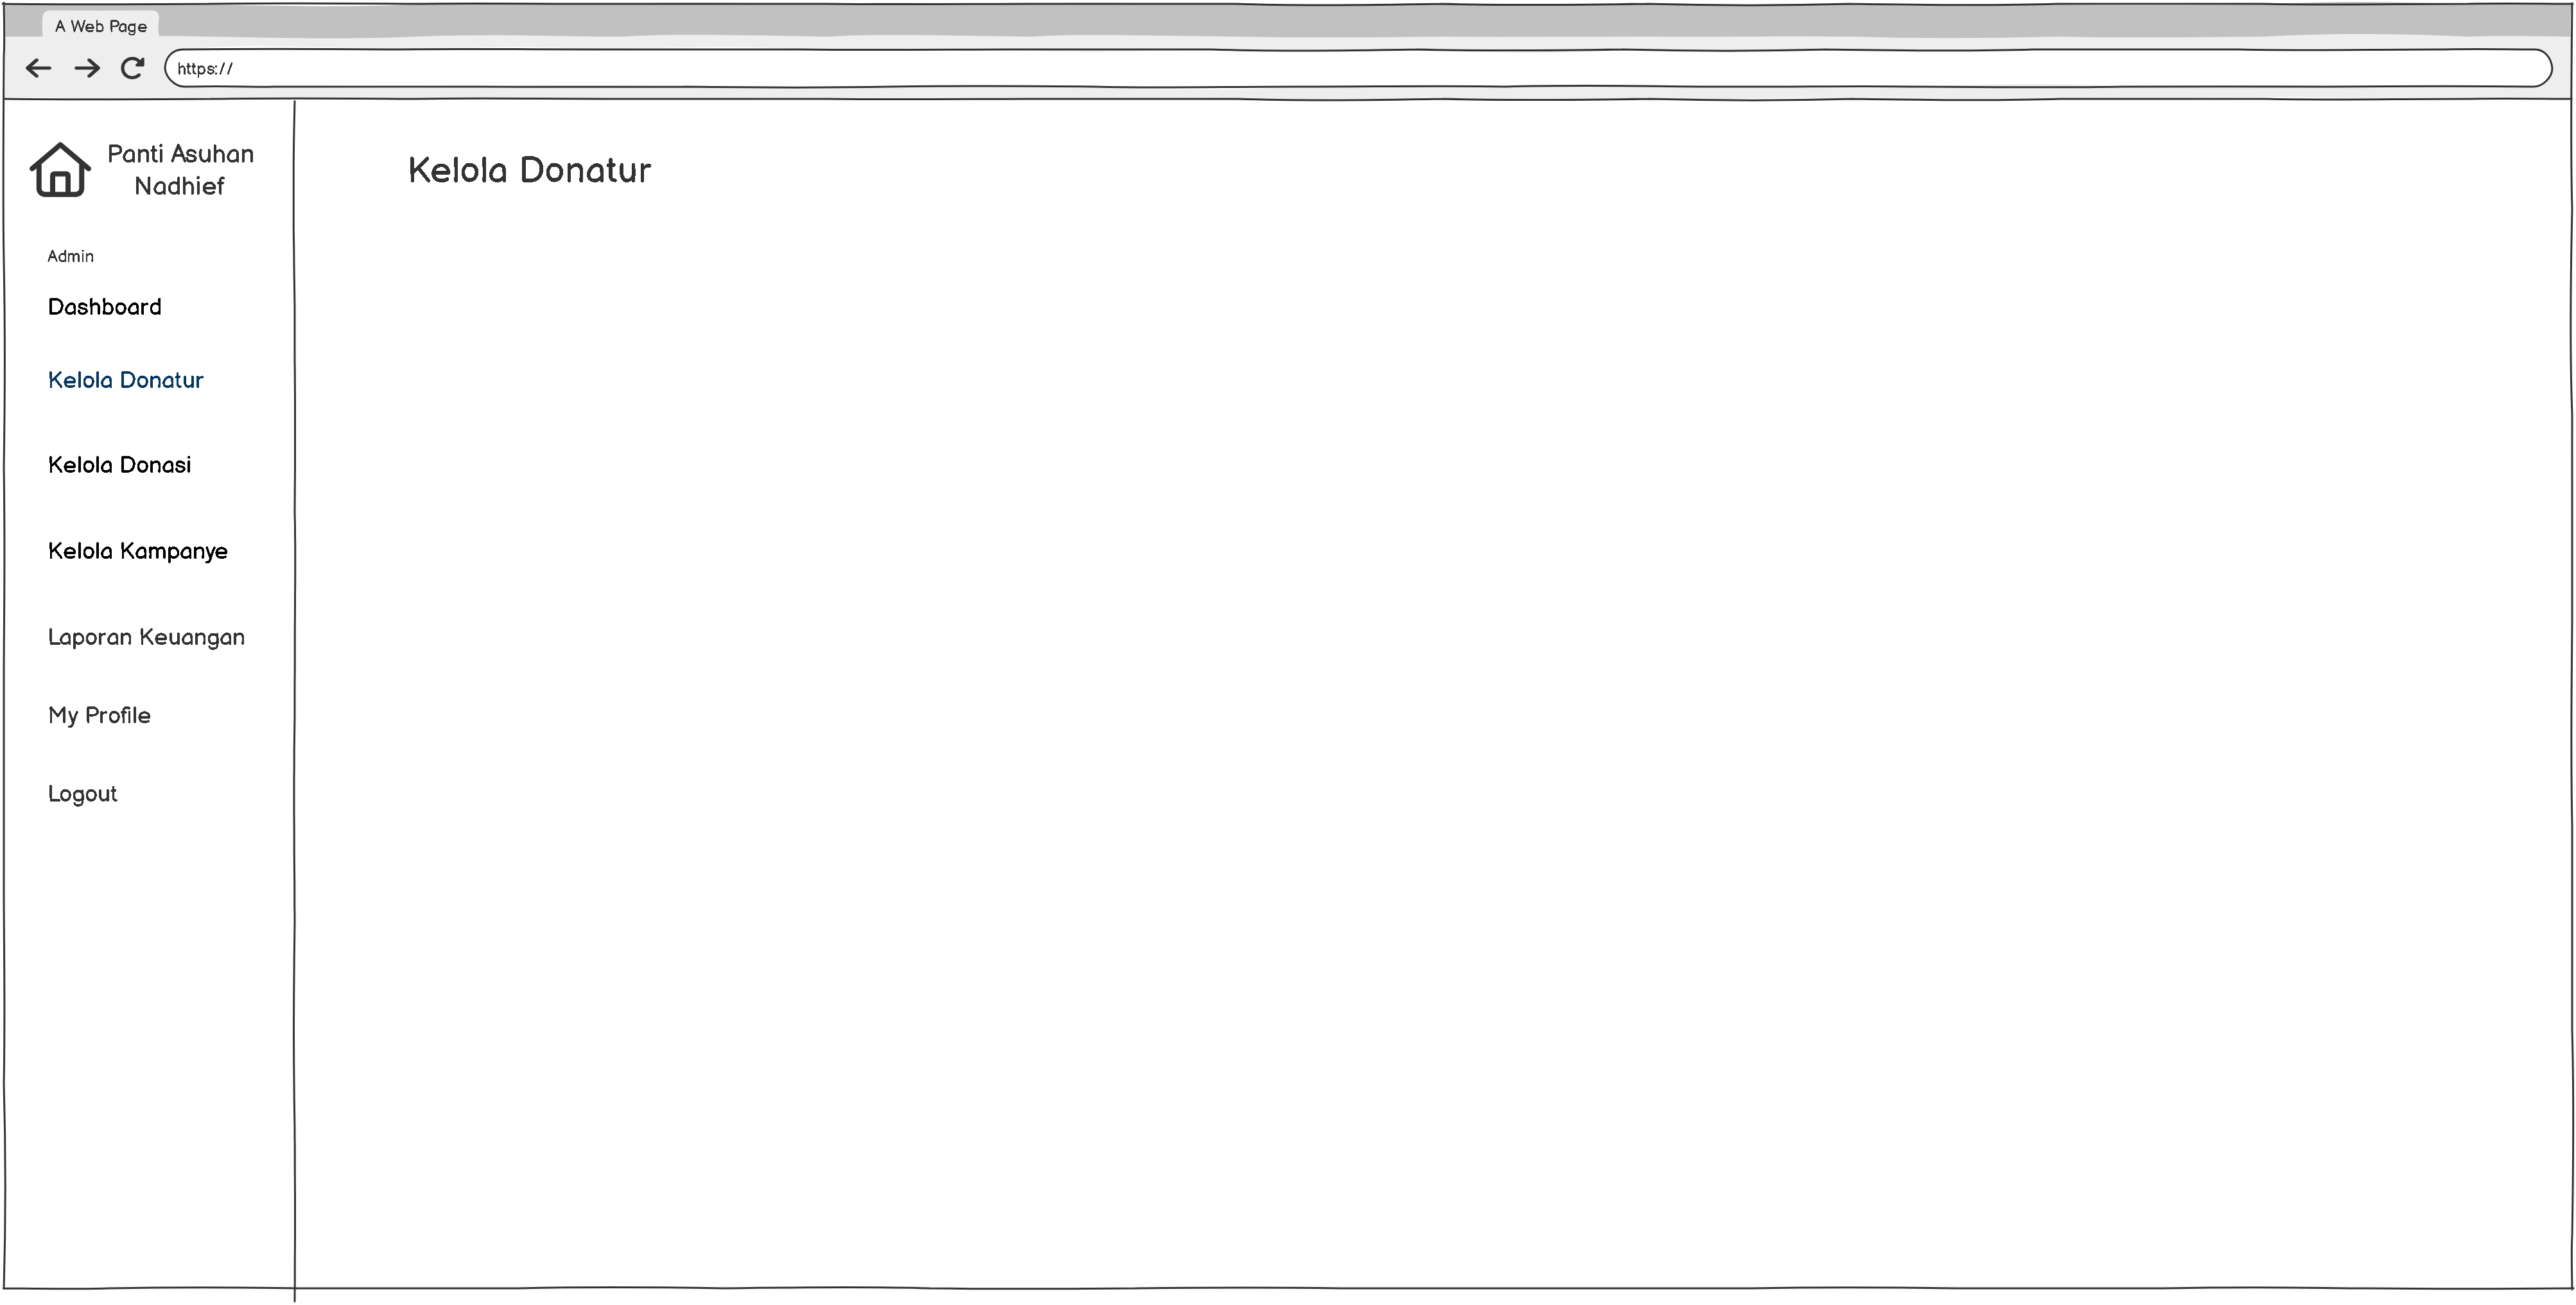 A Web Page
https://
Panti Asuhan
Nadhief
Kelola Donatur
Admin
Dashboard
Kelola Donatur
Kelola Donasi
Kelola Kampanye
Laporan Keuangan
My Profile
Logout